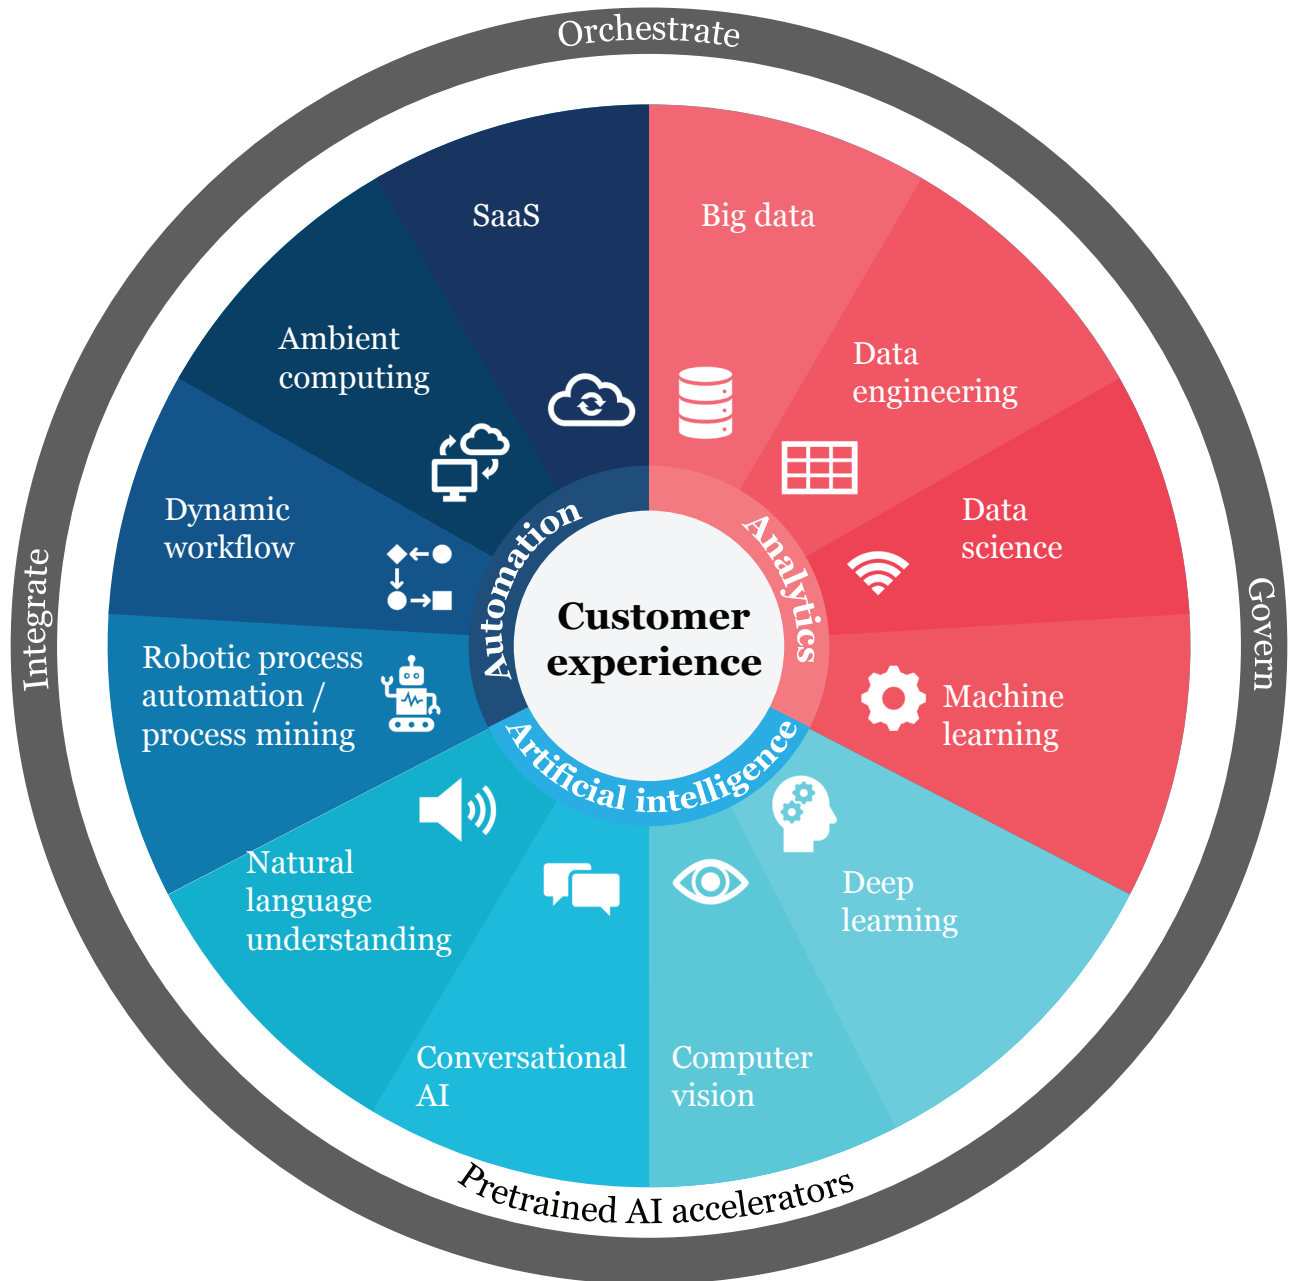 Orchestrate
SaaS
Big data
Ambient
computing
Data
engineering
Dynamic
workflow
Data
science
Automation
Analytics
Customer
experience
Integrate
Govern
Robotic process
automation /
process mining
Machine
learning
Artificial intelligence
Natural
language
understanding
Deep
learning
Conversational
AI
Computer
vision
Pretrained AI accelerators